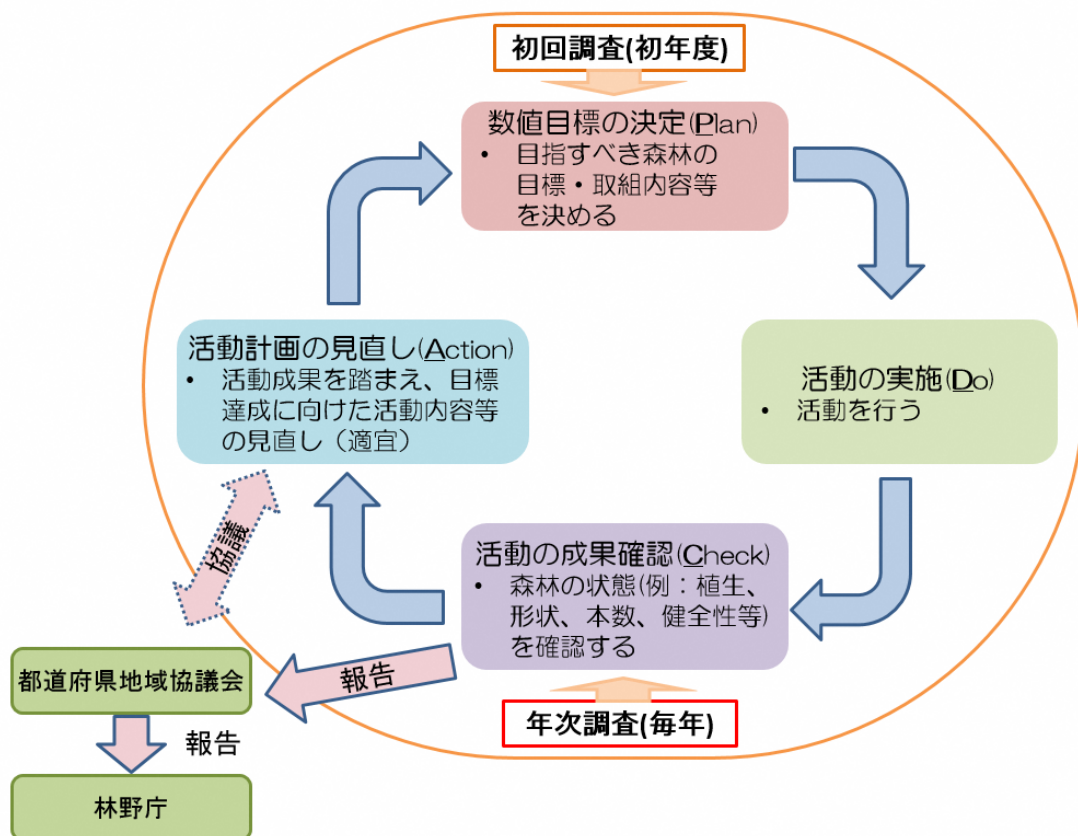 初回調査(初年度)
数値目標の決定(Plan)
• 目指すべき森林の
目標・取組内容等
を決める
活動計画の見直し(Action)
• 活動成果を踏まえ、目標
達成に向けた活動内容等
の見直し（適宜）
活動の実施(Do)
• 活動を行う
協議
活動の成果確認(Check)
• 森林の状態(例：植生、
形状、本数、健全性等)
を確認する
報告
都道府県地域協議会
年次調査(毎年)
報告
林野庁